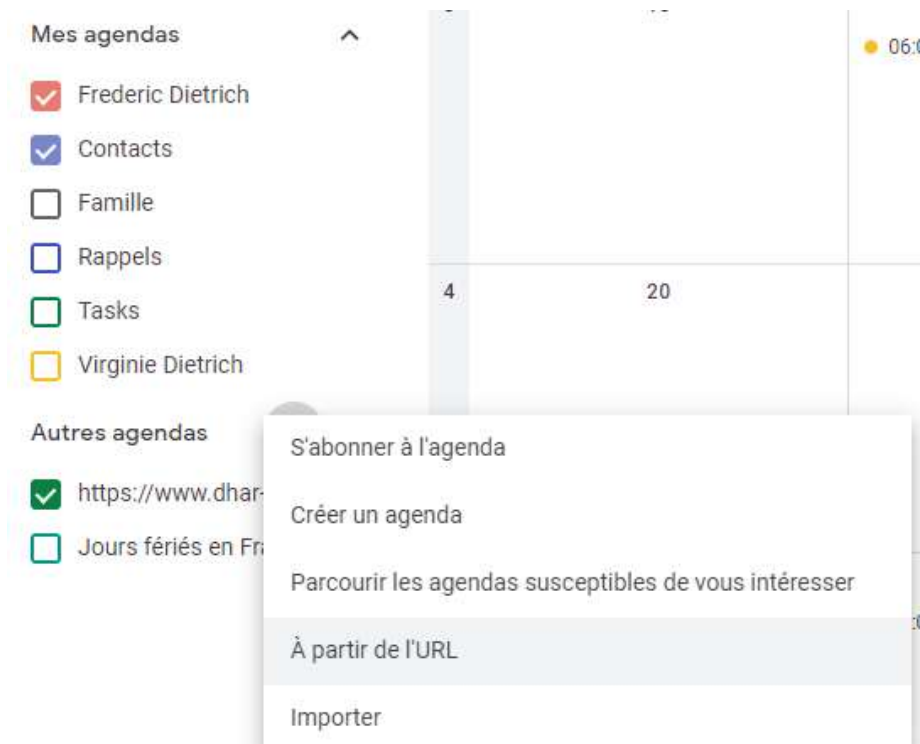 Mes agendas
06:0
Frederic Dietrich
Contacts
Famille
Rappels
4 20
Tasks
Virginie Dietrich
Autres agendas
S'abonner à l'agenda
https://www.dhar-
Créer un agenda
Jours fériés en Fra
Parcourir les agendas susceptibles de vous intéresser
À partir de l'URL
Importer